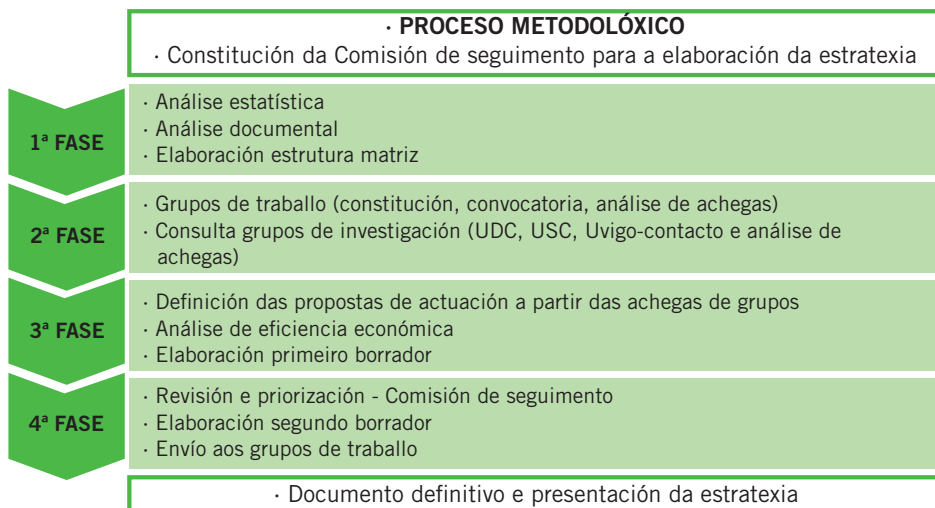 · PROCESO METODOLÓXICO
· Constitución da Comisión de seguimento para a elaboración da estratexia
1ª FASE
· Análise estatística
· Análise documental
· Elaboración estrutura matriz
2ª FASE
· Grupos de traballo (constitución, convocatoria, análise de achegas)
· Consulta grupos de investigación (UDC, USC, Uvigo-contacto e análise de
achegas)
3ª FASE
· Definición das propostas de actuación a partir das achegas de grupos
· Análise de eficiencia económica
· Elaboración primeiro borrador
4ª FASE
· Revisión e priorización - Comisión de seguimento
· Elaboración segundo borrador
· Envío aos grupos de traballo
· Documento definitivo e presentación da estratexia